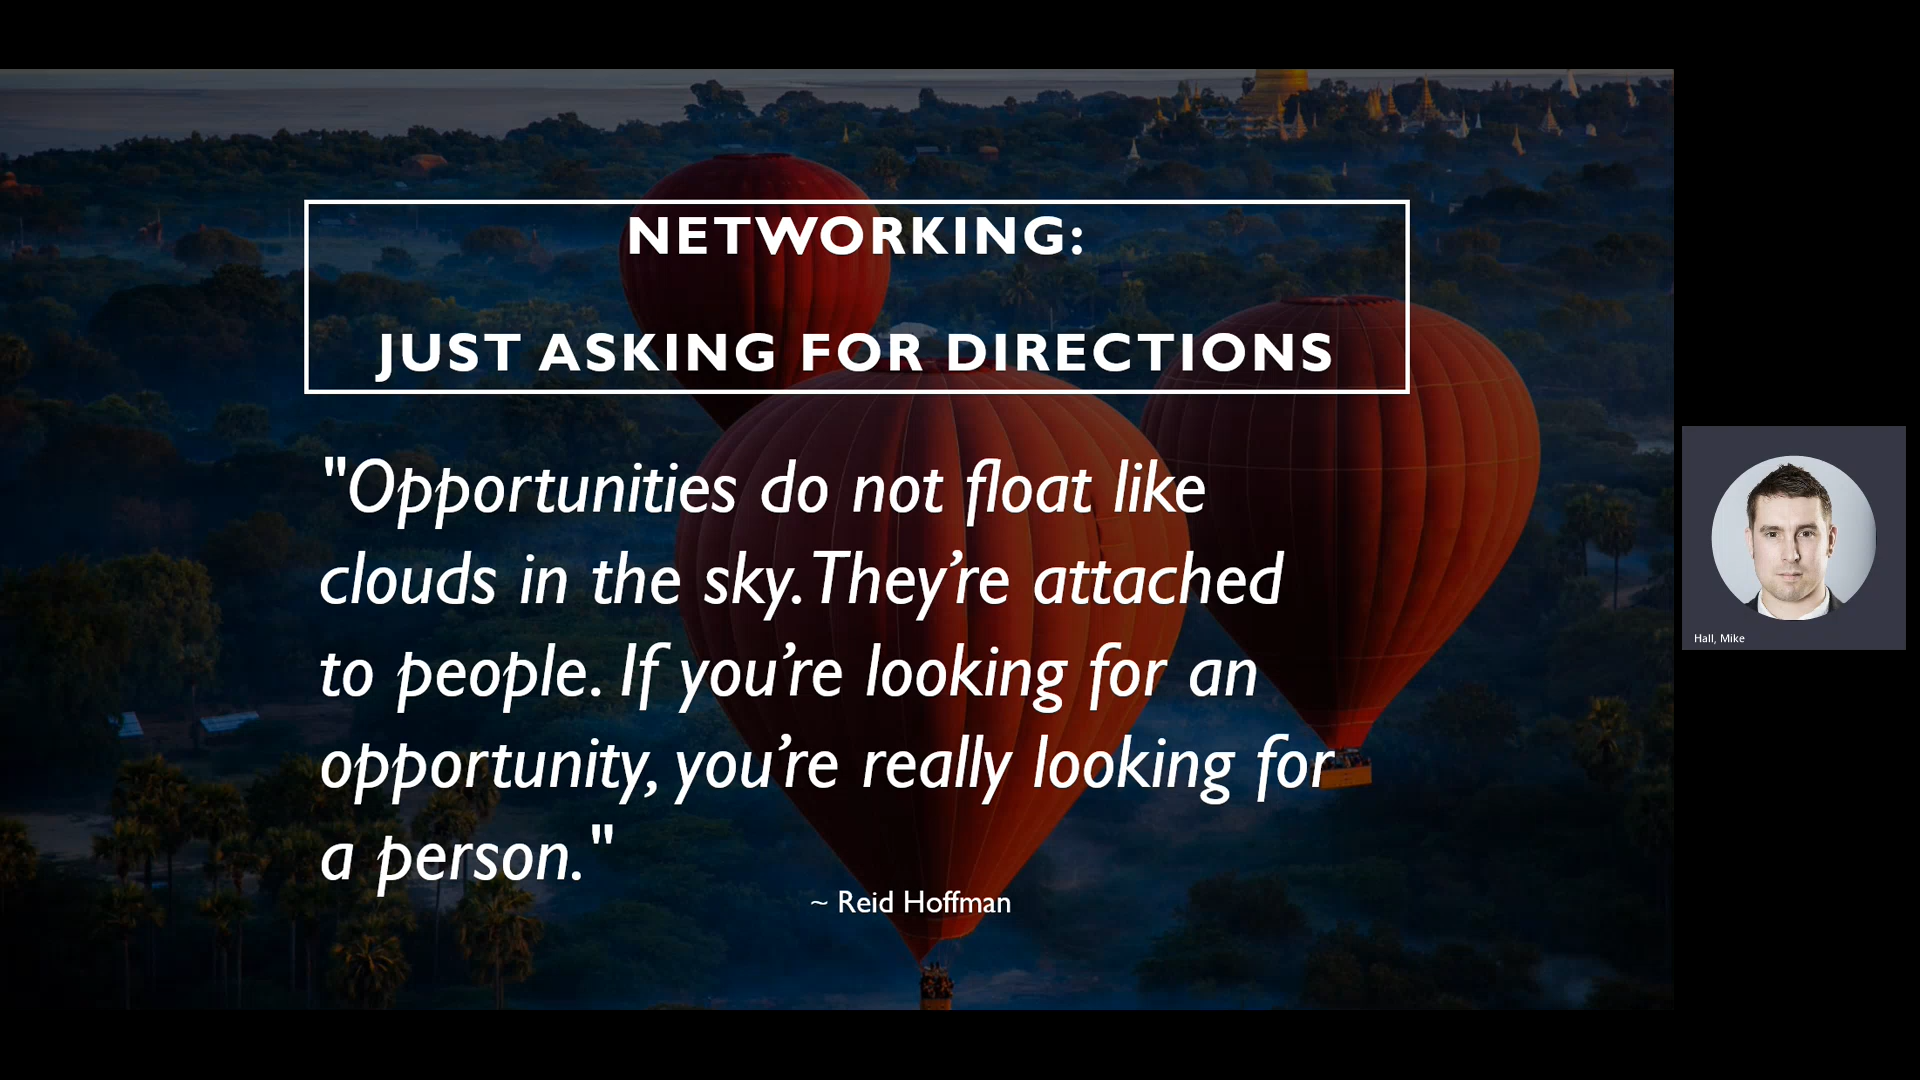 NETWORKING:
JUST ASKING FOR DIRECTIONS
"Opportunities do not float like
clouds in the sky. They’re attached
to people. If you’re looking for an
opportunity, you’re really looking for
a person."
~ Reid Hoffman
Hall, Mike